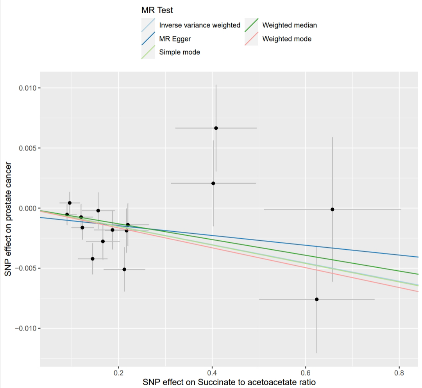 MR Test
Inverse variance weighted
Weighted median
MR Egger
Weighted mode
Simple mode
0.010
0.005
0.000
−0.005
−0.010
SNP effect on prostate cancer
0.2
0.4
0.6
0.8
SNP effect on Succinate to acetoacetate ratio